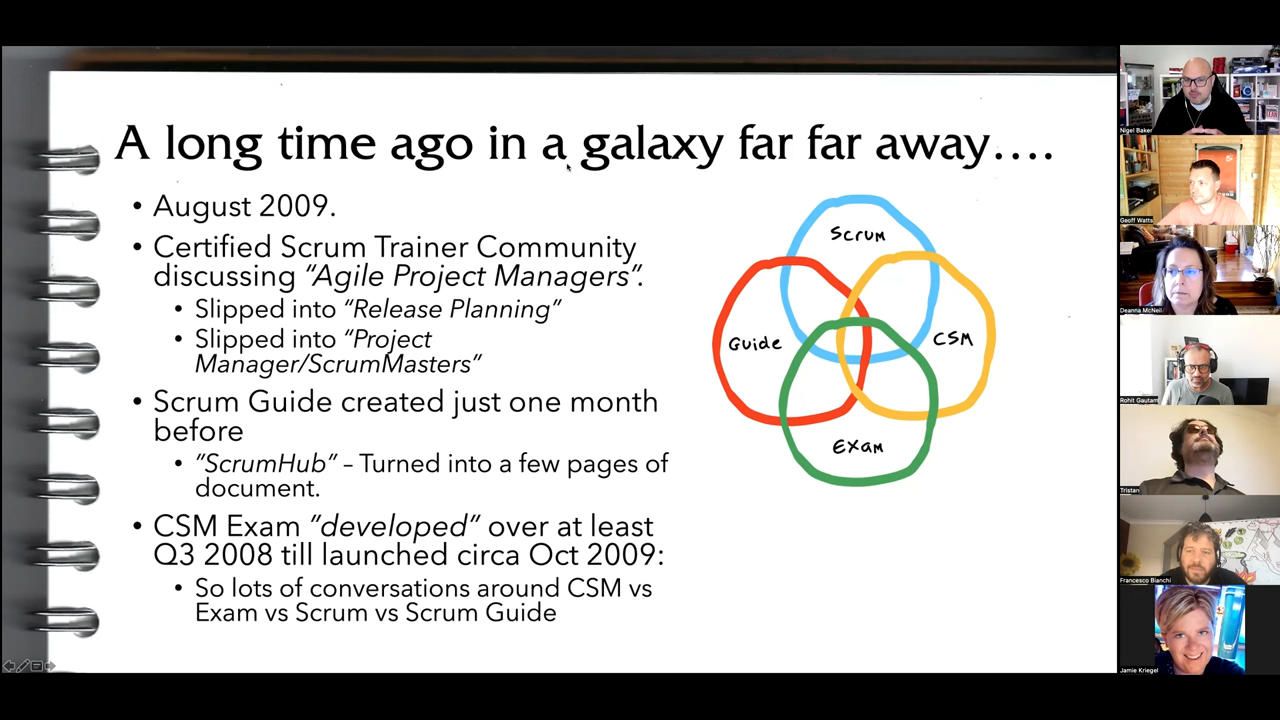 A long time ago in a galaxy far far away….
• August 2009.
• Certified Scrum Trainer Community
discussing “Agile Project Managers”.
• Slipped into “Release Planning”
• Slipped into “Project
Manager/ScrumMasters”
• Scrum Guide created just one month
before
• “ScrumHub” – Turned into a few pages of
document.
• CSM Exam “developed” over at least
Q3 2008 till launched circa Oct 2009:
• So lots of conversations around CSM vs
Exam vs Scrum vs Scrum Guide
Scrum
Guide
CSM
Exam
Nigel Baker
Geoff Watts
Deanna McNeil
Rohit Gautam
Tristan
Francesco Bianchi
Jamie Kriegel